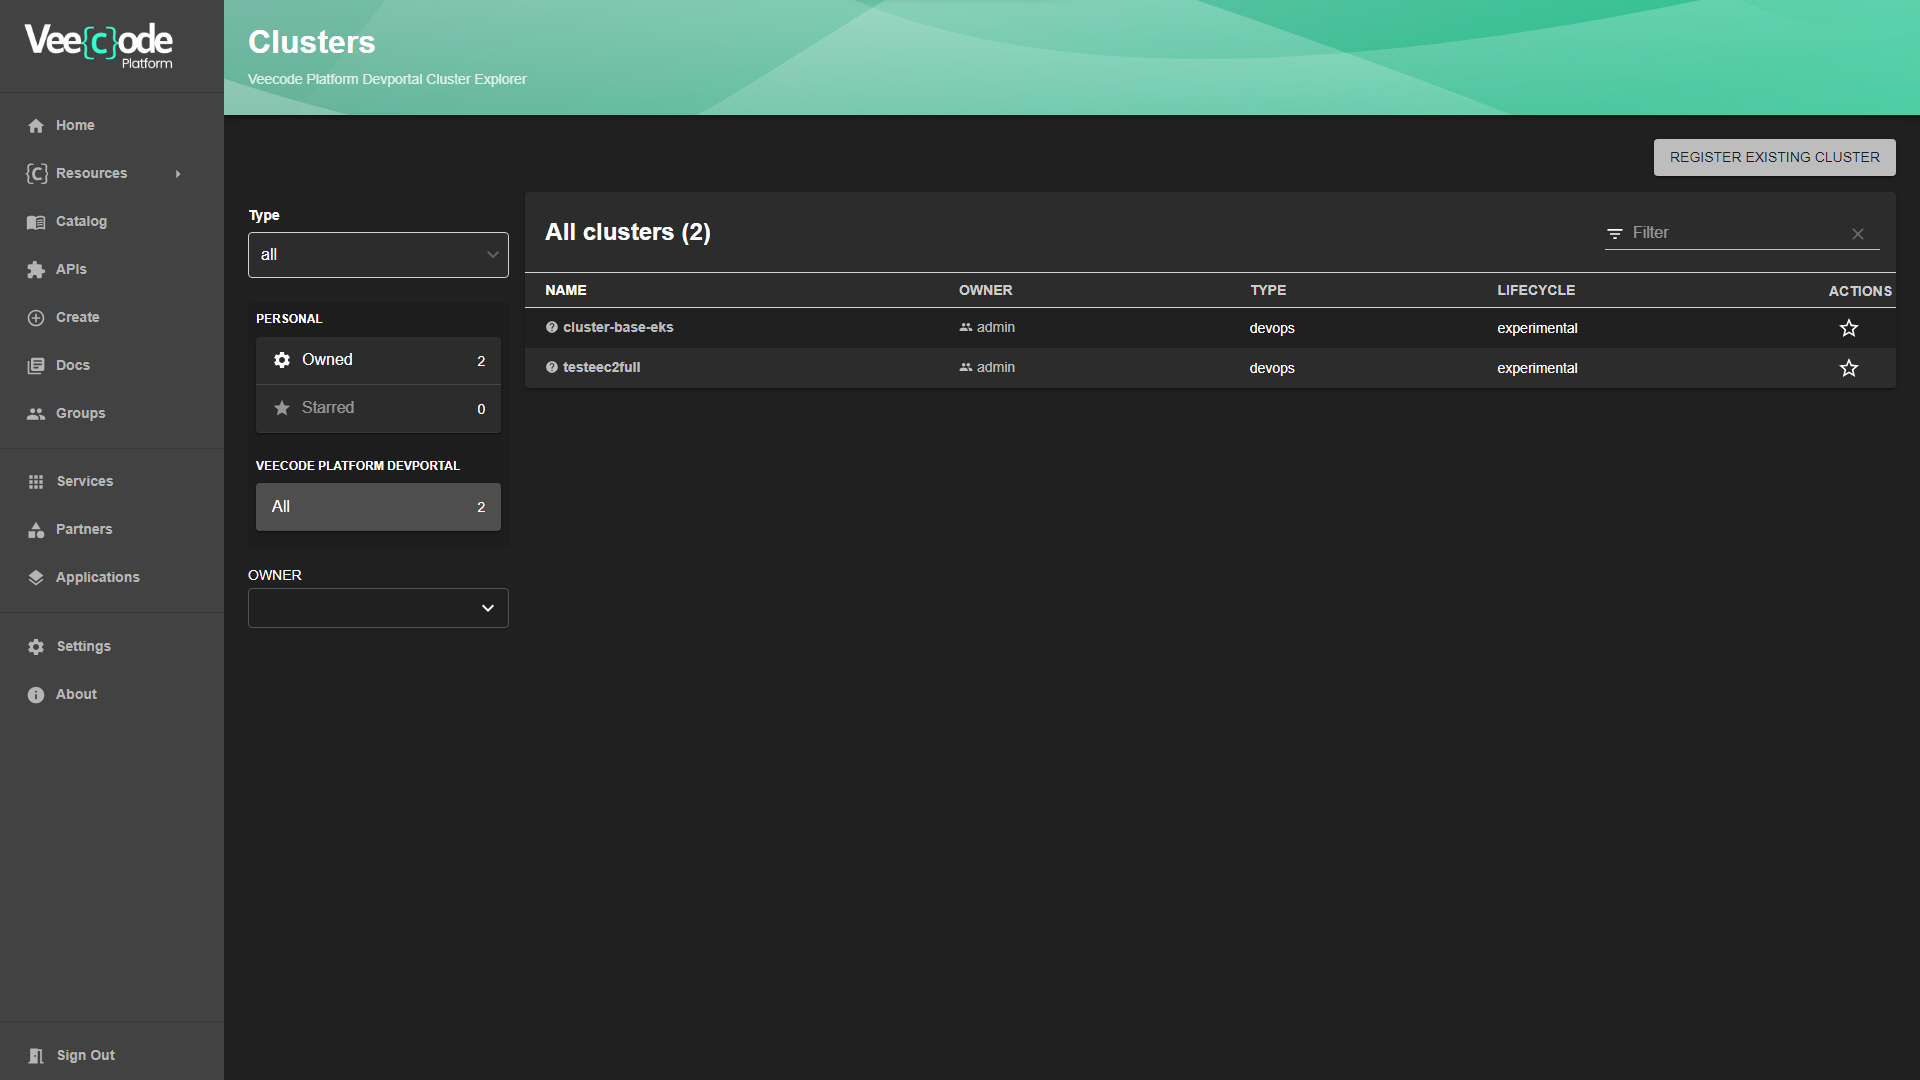 Vee{c}ode
Platform
Home
Resources
Catalog
APIs
Create
Docs
Groups
Services
Partners
Applications
Settings
About
Sign Out
Clusters
Veecode Platform Devportal Cluster Explorer
REGISTER EXISTING CLUSTER
Type
all
PERSONAL
Owned 2
Starred 0
VEECODE PLATFORM DEVPORTAL
All 2
OWNER
All clusters (2)
Filter
NAME OWNER TYPE LIFECYCLE ACTIONS
cluster-base-eks admin devops experimental
testeec2full admin devops experimental